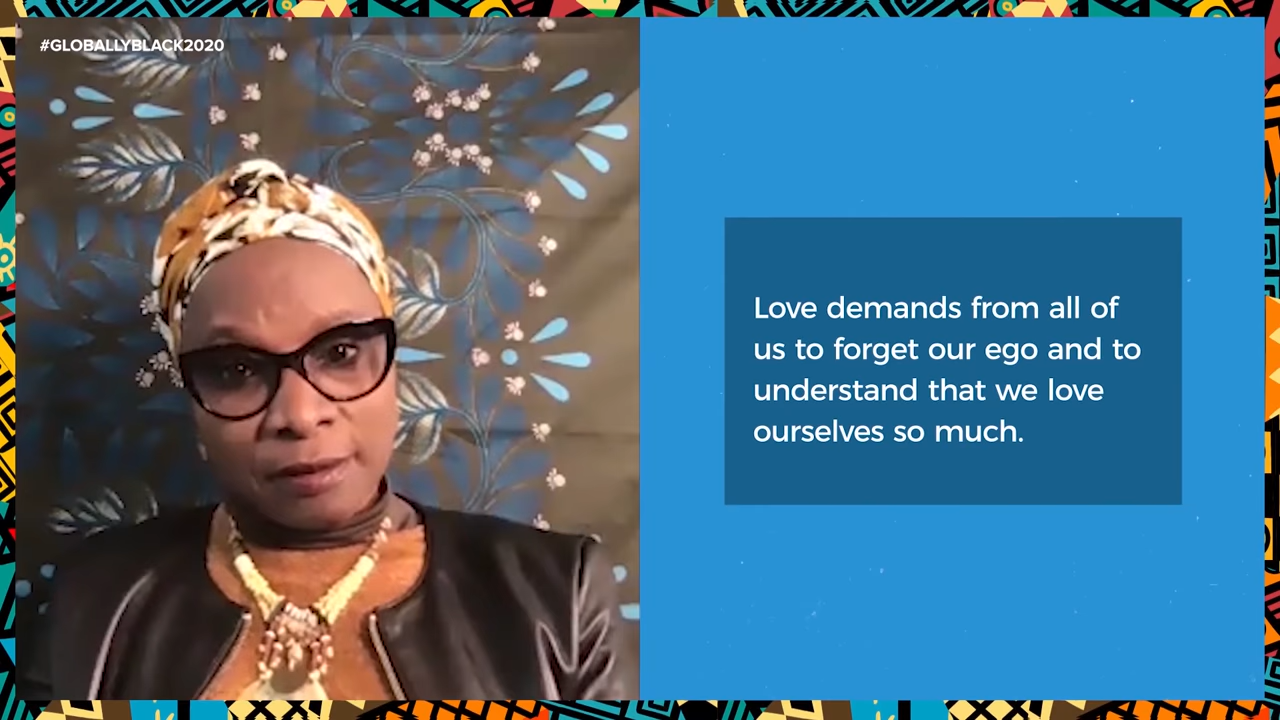 #GLOBALLYBLACK2020
Love demands from all of
us to forget our ego and to
understand that we love
ourselves so much.